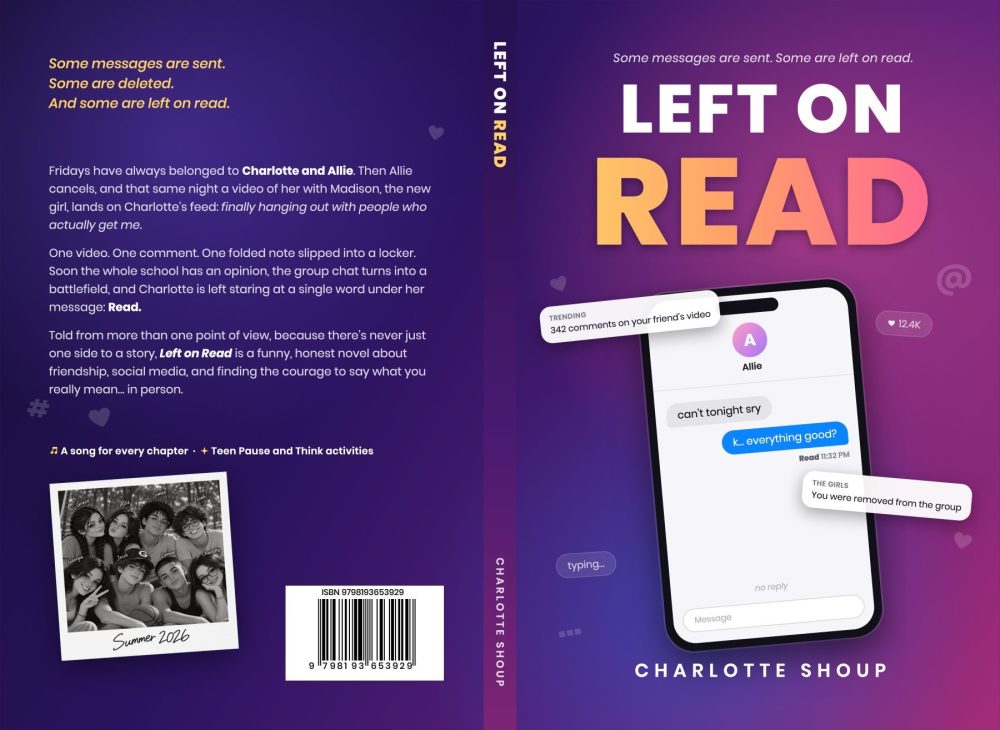 Some messages are sent.
Some are deleted.
And some are left on read.
Fridays have always belonged to Charlotte and Allie. Then Allie
cancels, and that same night a video of her with Madison, the new
girl, lands on Charlotte's feed: finally hanging out with people who
actually get me.
One video. One comment. One folded note slipped into a locker.
Soon the whole school has an opinion, the group chat turns into a
battlefield, and Charlotte is left staring at a single word under her
message: Read.
Told from more than one point of view, because there's never just
one side to a story, Left on Read is a funny, honest novel about
friendship, social media, and finding the courage to say what you
really mean... in person.
#
A song for every chapter · Teen Pause and Think activities
Summer 2026
ISBN 9798193653929
9 798193 653929
LEFT ON READ
CHARLOTTE SHOUP
Some messages are sent. Some are left on read.
LEFT ON
READ
@
TRENDING
342 comments on your friend's video
12.4K
A
Allie
can't tonight sry
k... everything good?
Read 11:32 PM
THE GIRLS
You were removed from the group
typing...
no reply
Message
CHARLOTTE SHOUP